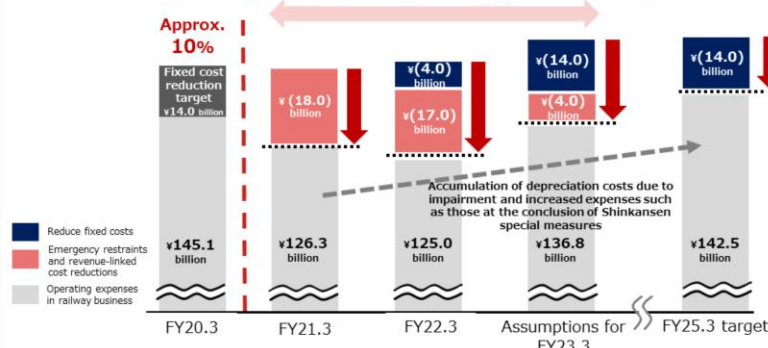 Approx.
10%
Fixed cost
reduction
target
¥14.0 billion
¥ (18.0)
billion
¥(4.0)
billion
¥(17.0)
billion
¥(14.0)
billion
¥(4.0)
billion
¥(14.0)
billion
Accumulation of depreciation costs due to
impairment and increased expenses such
as those at the conclusion of Shinkansen
special measures
Reduce fixed costs
Emergency restraints
and revenue-linked
cost reductions
Operating expenses
in railway business
¥145.1
billion
¥126.3
billion
¥125.0
billion
¥136.8
billion
¥142.5
billion
FY20.3
FY21.3
FY22.3
Assumptions for
FY23.3
FY25.3 target